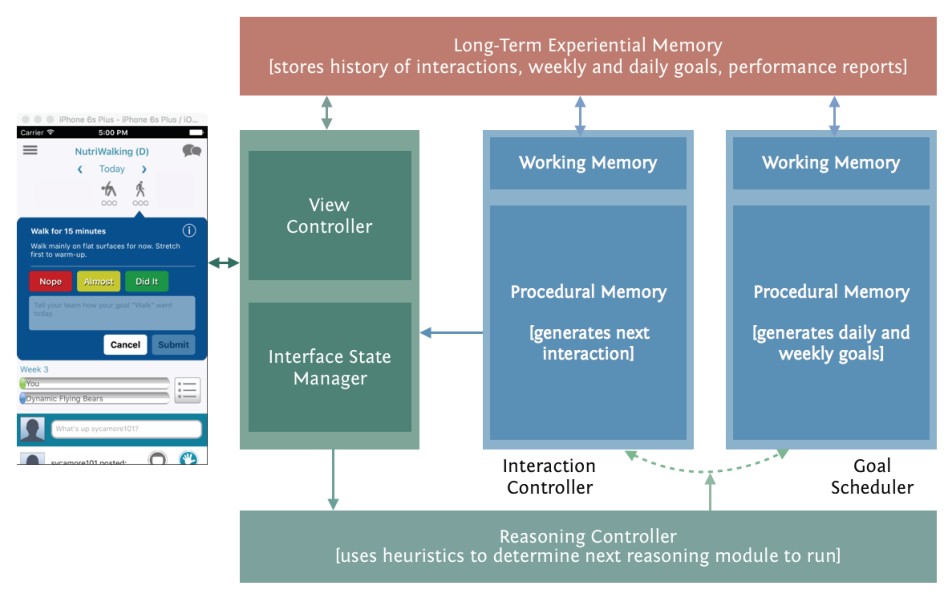 Long-Term Experiential Memory
[stores history of interactions, weekly and daily goals, performance reports]
iPhone 6s Plus - iPhone 6s Plus / iO...
Carrier
5:00 PM
NutriWalking (D)
Today
Walk for 15 minutes
Walk mainly on flat surfaces for now. Stretch
first to warm-up.
Nope
Almost
Did It
Tell your team how your goal "Walk" went
today.
Cancel
Submit
Week 3
You
Dynamic Flying Bears
What's up sycamore101?
sycamore101 posted:
View
Controller
Interface State
Manager
Working Memory
Procedural Memory
[generates next
interaction]
Interaction
Controller
Working Memory
Procedural Memory
[generates daily and
weekly goals]
Goal
Scheduler
Reasoning Controller
[uses heuristics to determine next reasoning module to run]